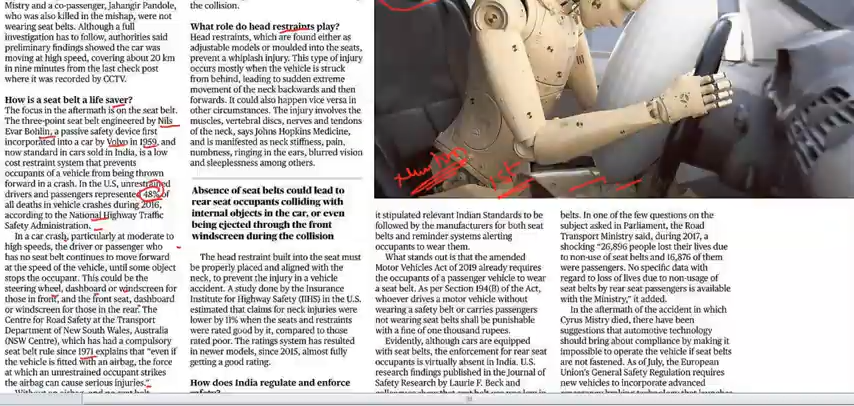 Mistry and a co-passenger, Jahangir Pandole,
who was also killed in the mishap, were not
wearing seat belts. Although a full
investigation has to follow, authorities said
preliminary findings showed the car was
moving at high speed, covering about 20 km
in nine minutes from the last check post
where it was recorded by CCTV.
How is a seat belt a life saver?
The focus in the aftermath is on the seat belt.
The three-point seat belt engineered by Nils
Evar Bohlin, a passive safety device first
incorporated into a car by Volvo in 1959, and
now standard in cars sold in India, is a low
cost restraint system that prevents
occupants of a vehicle from being thrown
forward in a crash. In the U.S., unrestrained
drivers and passengers represented 48% of
all deaths in vehicle crashes during 2016,
according to the National Highway Traffic
Safety Administration.
In a car crash, particularly at moderate to
high speeds, the driver or passenger who
has no seat belt continues to move forward
at the speed of the vehicle, until some object
stops the occupant. This could be the
steering wheel, dashboard or windscreen for
those in front, and the front seat, dashboard
or windscreen for those in the rear. The
Centre for Road Safety at the Transport
Department of New South Wales, Australia
(NSW Centre), which has had a compulsory
seat belt rule since 1971 explains that "even if
the vehicle is fitted with an airbag, the force
at which an unrestrained occupant strikes
the airbag can cause serious injuries."
Without an airbag, and no seat belt
the collision.
What role do head restraints play?
Head restraints, which are found either as
adjustable models or moulded into the seats,
prevent a whiplash injury. This type of injury
occurs mostly when the vehicle is struck
from behind, leading to sudden extreme
movement of the neck backwards and then
forwards. It could also happen vice versa in
other circumstances. The injury involves the
muscles, vertebral discs, nerves and tendons
of the neck, says Johns Hopkins Medicine,
and is manifested as neck stiffness, pain,
numbness, ringing in the ears, blurred vision
and sleeplessness among others.
Absence of seat belts could lead to
rear seat occupants colliding with
internal objects in the car, or even
being ejected through the front
windscreen during the collision
The head restraint built into the seat must
be properly placed and aligned with the
neck, to prevent the injury in a vehicle
accident. A study done by the Insurance
Institute for Highway Safety (IIHS) in the U.S.
estimated that claims for neck injuries were
lower by 11% when the seats and restraints
were rated good by it, compared to those
rated poor. The ratings system has resulted
in newer models, since 2015, almost fully
getting a good rating.
How does India regulate and enforce
safety?
it stipulated relevant Indian Standards to be
followed by the manufacturers for both seat
belts and reminder systems alerting
occupants to wear them.
What stands out is that the amended
Motor Vehicles Act of 2019 already requires
the occupants of a passenger vehicle to wear
a seat belt. As per Section 194(B) of the Act,
whoever drives a motor vehicle without
wearing a safety belt or carries passengers
not wearing seat belts shall be punishable
with a fine of one thousand rupees.
Evidently, although cars are equipped
with seat belts, the enforcement for rear seat
occupants is virtually absent in India. U.S.
research findings published in the Journal of
Safety Research by Laurie F. Beck and
belts. In one of the few questions on the
subject asked in Parliament, the Road
Transport Ministry said, during 2017, a
shocking "26,896 people lost their lives due
to non-use of seat belts and 16,876 of them
were passengers. No specific data with
regard to loss of lives due to non-usage of
seat belts by rear seat passengers is available
with the Ministry," it added.
In the aftermath of the accident in which
Cyrus Mistry died, there have been
suggestions that automotive technology
should bring about compliance by making it
impossible to operate the vehicle if seat belts
are not fastened. As of July, the European
Union's General Safety Regulation requires
new vehicles to incorporate advanced